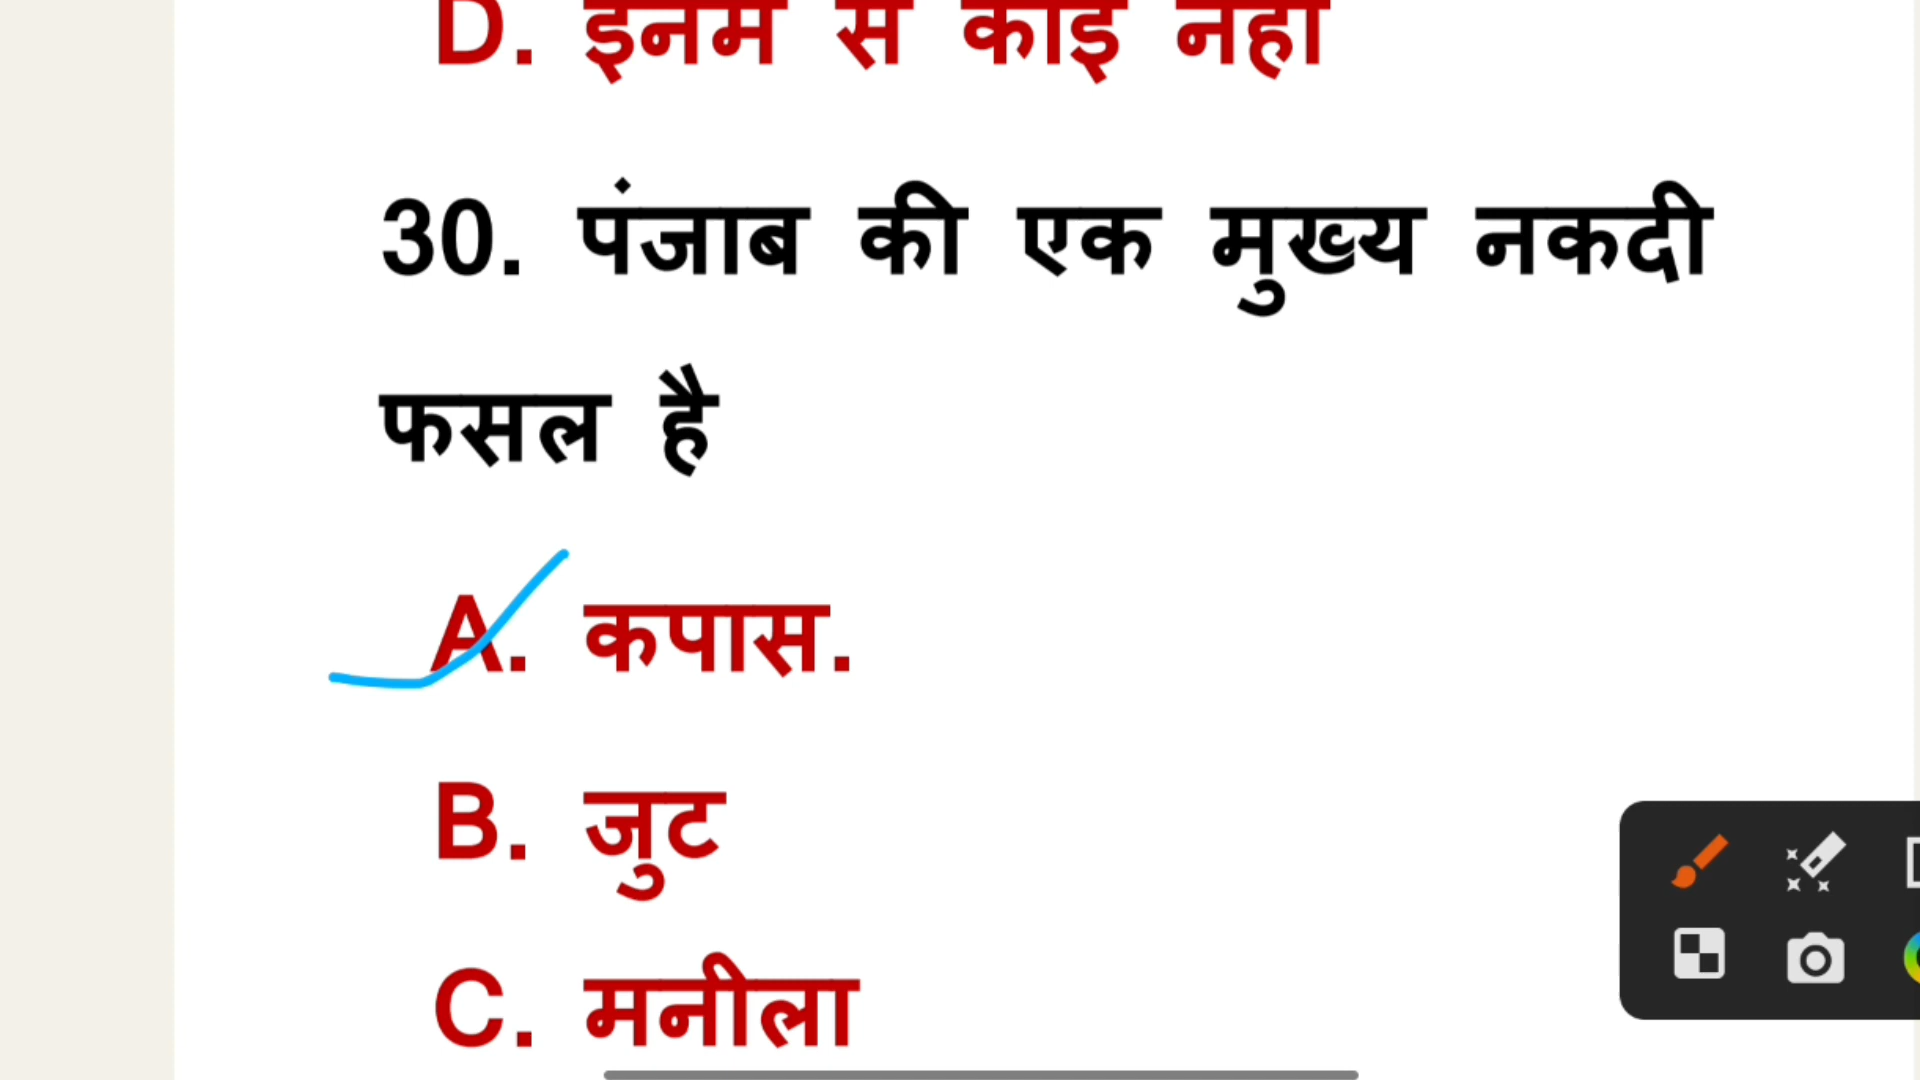 D. इनमें से कोई नहीं
30. पंजाब की एक मुख्य नकदी
फसल है
A. कपास.
B. जुट
C. मनीला